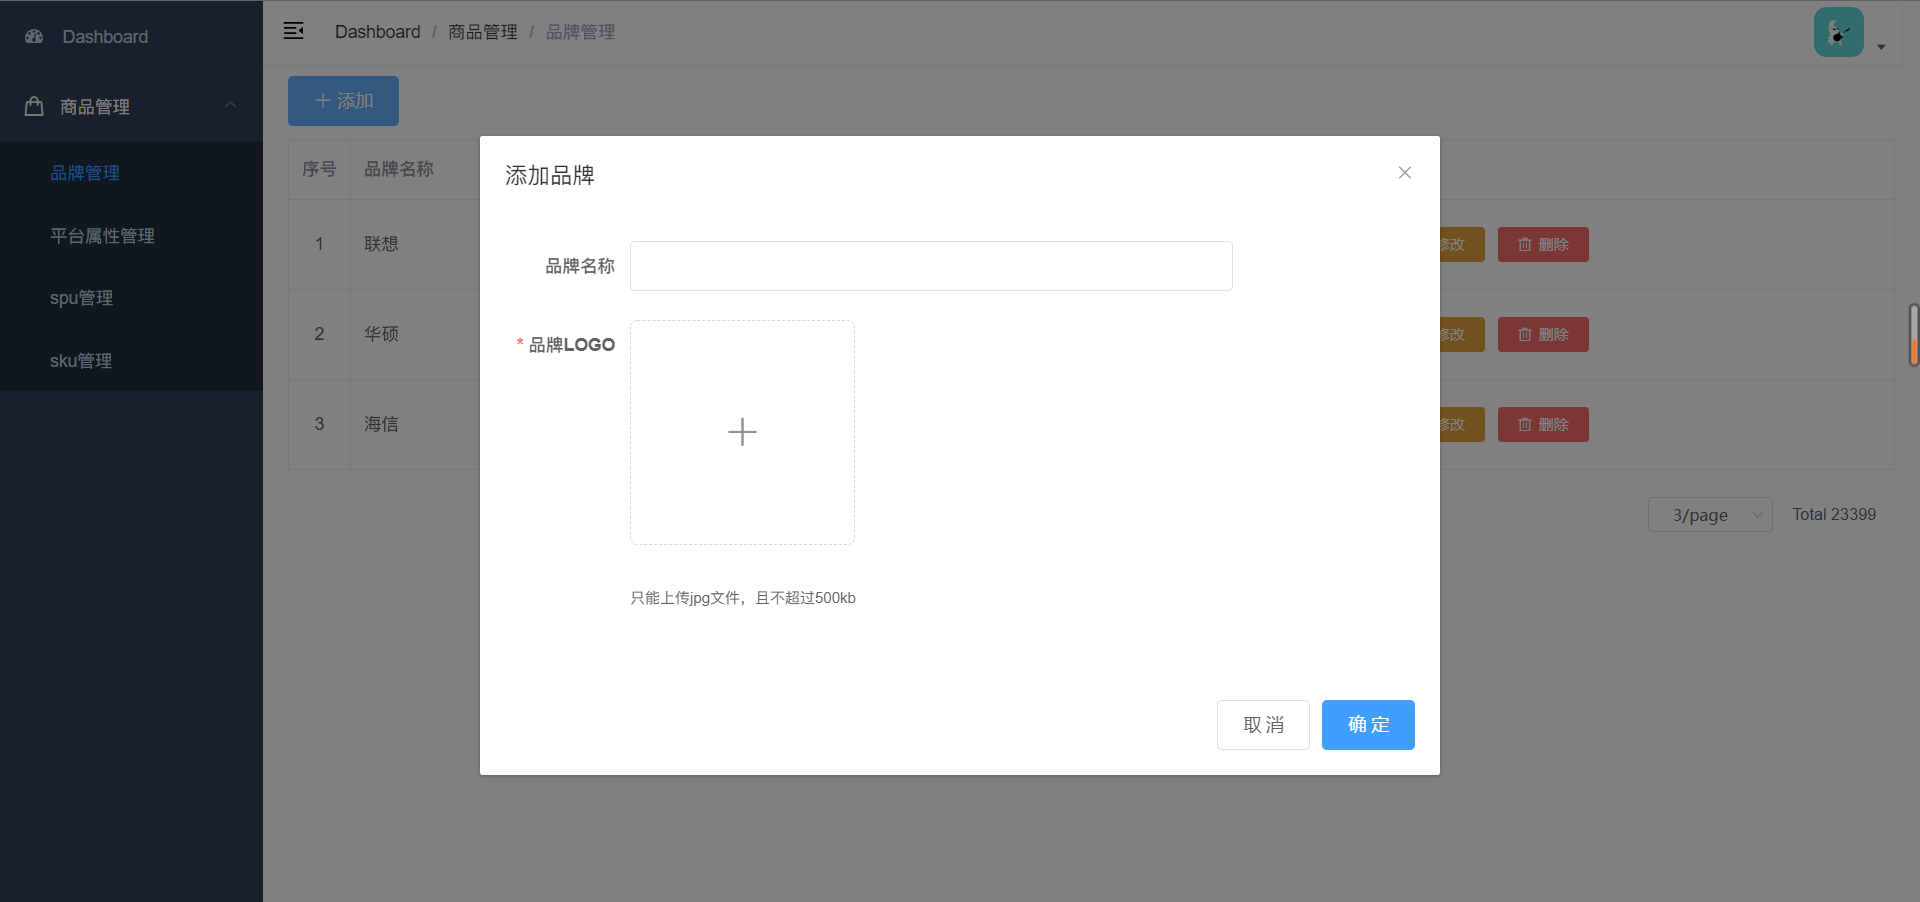 Dashboard
商品管理
品牌管理
平台属性管理
spu管理
sku管理
Dashboard / 商品管理 / 品牌管理
添加
序号 品牌名称
1 联想 修改 删除
2 华硕 修改 删除
3 海信 修改 删除
3/page Total 23399
添加品牌
品牌名称
* 品牌LOGO
只能上传jpg文件，且不超过500kb
取消 确定